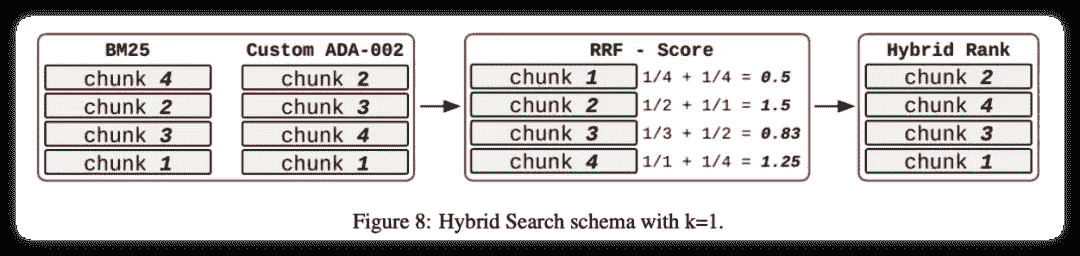 BM25
chunk 4
chunk 2
chunk 3
chunk 1
Custom ADA-002
chunk 2
chunk 3
chunk 4
chunk 1
RRF - Score
chunk 1 1/4 + 1/4 = 0.5
chunk 2 1/2 + 1/1 = 1.5
chunk 3 1/3 + 1/2 = 0.83
chunk 4 1/1 + 1/4 = 1.25
Hybrid Rank
chunk 2
chunk 4
chunk 3
chunk 1
Figure 8: Hybrid Search schema with k=1.